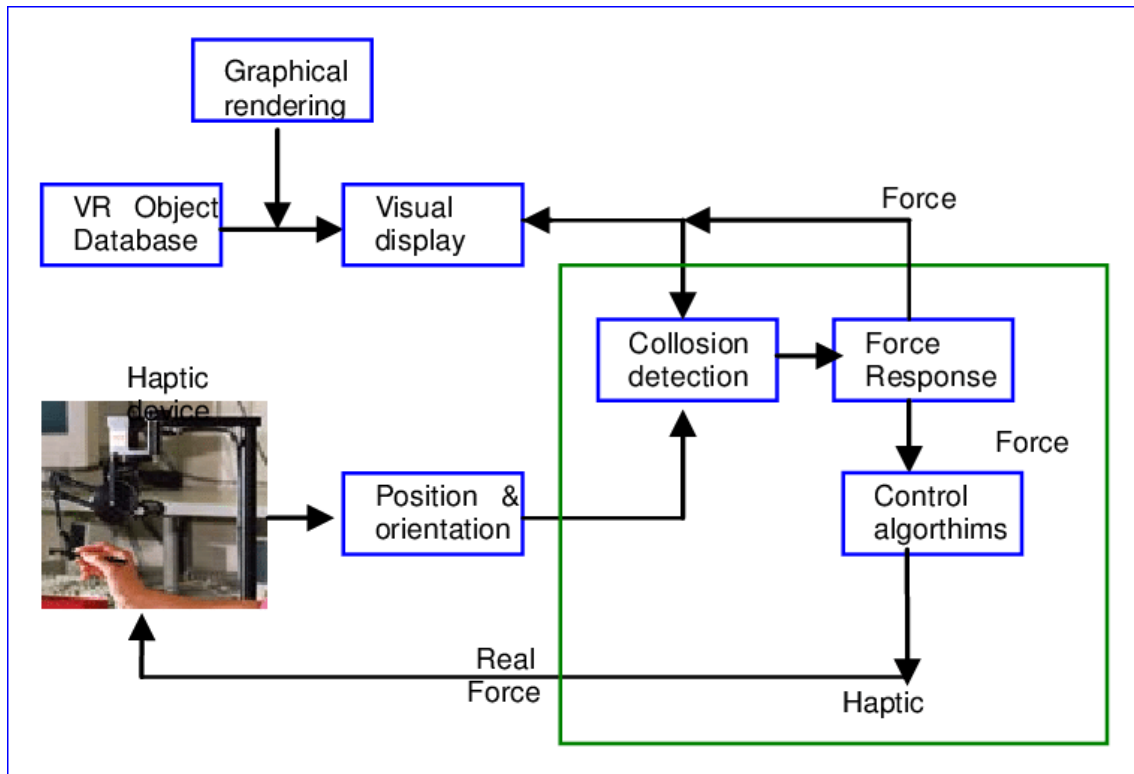 Graphical
rendering
VR Object
Database
Visual
display
Force
Collosion
detection
Force
Response
Haptic
device
Force
Position &
orientation
Control
algorthims
Real
Force
Haptic